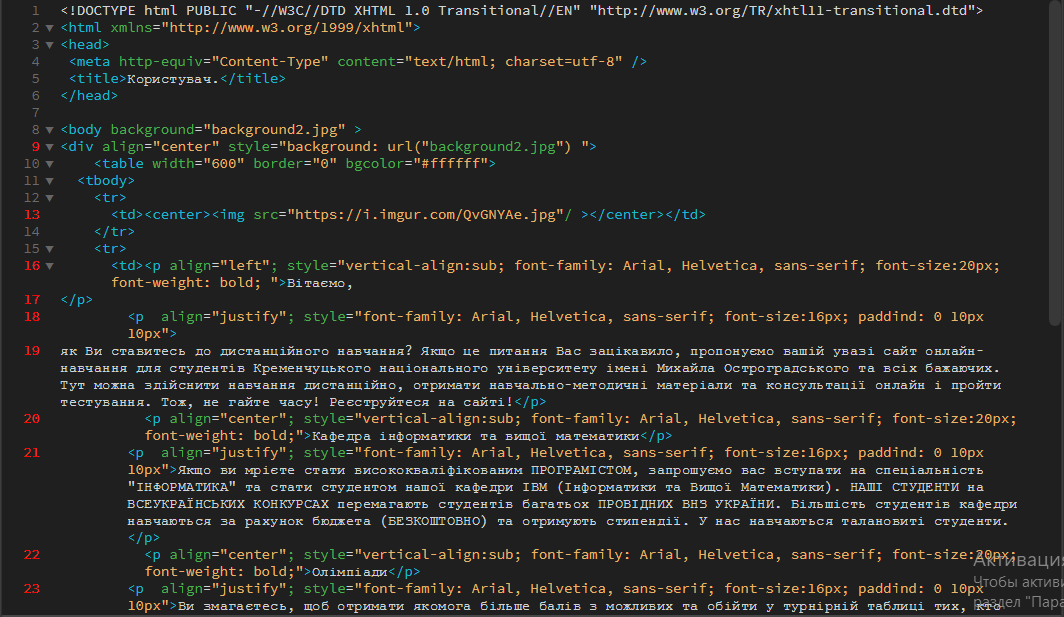 1 <!DOCTYPE html PUBLIC "-//W3C//DTD XHTML 1.0 Transitional//EN" "http://www.w3.org/TR/xhtl11-transitional.dtd">
2 <html xmlns="http://www.w3.org/1999/xhtml">
3 <head>
4 <meta http-equiv="Content-Type" content="text/html; charset=utf-8" />
5 <title>Користувач.</title>
6 </head>
7
8 <body background="background2.jpg" >
9 <div align="center" style="background: url("background2.jpg") ">
10 <table width="600" border="0" bgcolor="#ffffff">
11 <tbody>
12 <tr>
13 <td><center><img src="https://i.imgur.com/QvGNYAe.jpg"/ ></center></td>
14 </tr>
15 <tr>
16 <td><p align="left"; style="vertical-align:sub; font-family: Arial, Helvetica, sans-serif; font-size:20px;
font-weight: bold; ">Вітаємо,
17 </p>
18 <p  align="justify"; style="font-family: Arial, Helvetica, sans-serif; font-size:16px; paddind: 0 10px
10px">
19 як Ви ставитесь до дистанційного навчання? Якщо це питання Вас зацікавило, пропонуємо вашій увазі сайт онлайн-
навчання для студентів Кременчуцького національного університету імені Михайла Остроградського та всіх бажаючих.
Тут можна здійснити навчання дистанційно, отримати навчально-методичні матеріали та консультації онлайн і пройти
тестування. Тож, не гайте часу! Реєструйтеся на сайті!</p>
20 <p align="center"; style="vertical-align:sub; font-family: Arial, Helvetica, sans-serif; font-size:20px;
font-weight: bold;">Кафедра інформатики та вищої математики</p>
21 <p  align="justify"; style="font-family: Arial, Helvetica, sans-serif; font-size:16px; paddind: 0 10px
10px">Якщо ви мрієте стати висококваліфікованим ПРОГРАМІСТОМ, запрошуємо вас вступати на спеціальність
"ІНФОРМАТИКА" та стати студентом нашої кафедри ІВМ (Інформатики та Вищої Математики). НАШІ СТУДЕНТИ на
ВСЕУКРАЇНСЬКИХ КОНКУРСАХ перемагають студентів багатьох ПРОВІДНИХ ВНЗ УКРАЇНИ. Більшість студентів кафедри
навчаються за рахунок бюджета (БЕЗКОШТОВНО) та отримують стипендії. У нас навчаються талановиті студенти.
</p>
22 <p align="center"; style="vertical-align:sub; font-family: Arial, Helvetica, sans-serif; font-size:20px;
font-weight: bold;">Олімпіади</p>
23 <p  align="justify"; style="font-family: Arial, Helvetica, sans-serif; font-size:16px; paddind: 0 10px
10px">Ви змагаєтесь, щоб отримати якомога більше балів з можливих та обійти у турнірній таблиці тих, хто
Активация
Чтобы активи
раздел "Пара